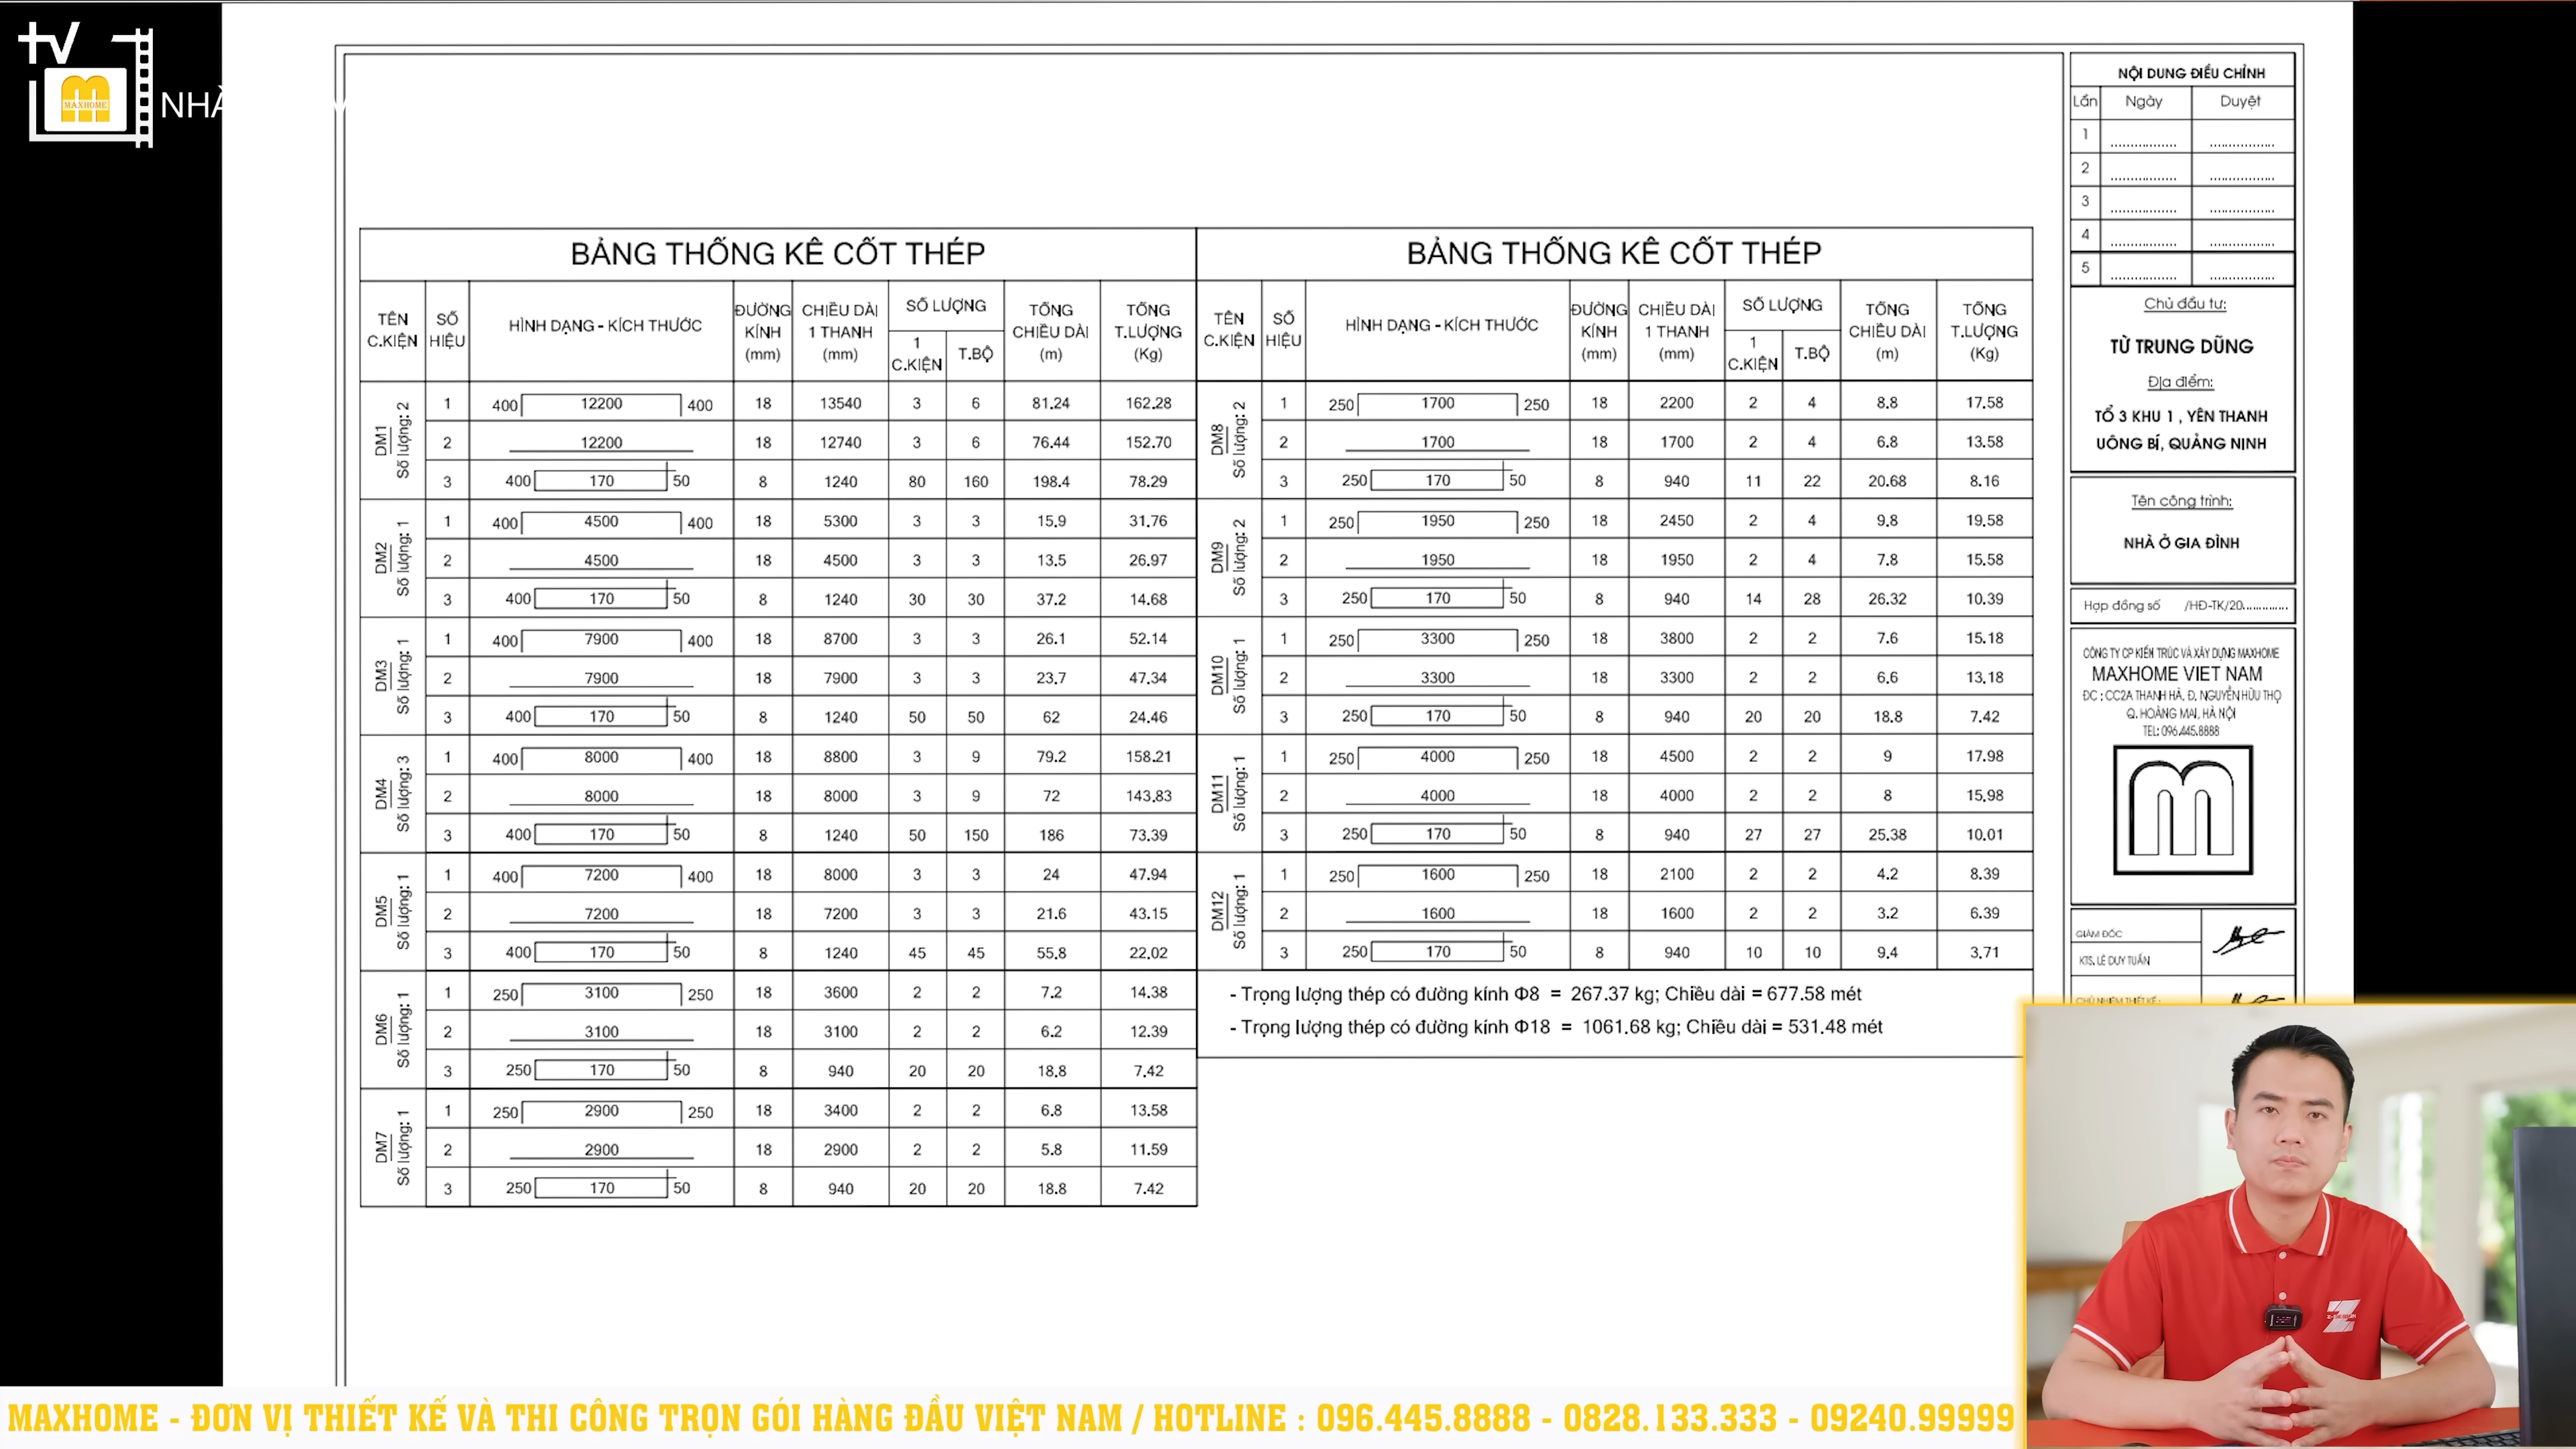 tv
MAXHOME
NHÀ
BẢNG THỐNG KÊ CỐT THÉP
TÊN C.KIỆN SỐ HIỆU HÌNH DẠNG - KÍCH THƯỚC ĐƯỜNG KÍNH (mm) CHIỀU DÀI 1 THANH (mm) SỐ LƯỢNG 1 C.KIỆN T.BỘ TỔNG CHIỀU DÀI (m) TỔNG T.LƯỢNG (Kg)
DM1 Số lượng: 2
1 400 12200 400 18 13540 3 6 81.24 162.28
2 12200 18 12740 3 6 76.44 152.70
3 400 170 50 8 1240 80 160 198.4 78.29
DM2 Số lượng: 1
1 400 4500 400 18 5300 3 3 15.9 31.76
2 4500 18 4500 3 3 13.5 26.97
3 400 170 50 8 1240 30 30 37.2 14.68
DM3 Số lượng: 1
1 400 7900 400 18 8700 3 3 26.1 52.14
2 7900 18 7900 3 3 23.7 47.34
3 400 170 50 8 1240 50 50 62 24.46
DM4 Số lượng: 3
1 400 8000 400 18 8800 3 9 79.2 158.21
2 8000 18 8000 3 9 72 143.83
3 400 170 50 8 1240 50 150 186 73.39
DM5 Số lượng: 1
1 400 7200 400 18 8000 3 3 24 47.94
2 7200 18 7200 3 3 21.6 43.15
3 400 170 50 8 1240 45 45 55.8 22.02
DM6 Số lượng: 1
1 250 3100 250 18 3600 2 2 7.2 14.38
2 3100 18 3100 2 2 6.2 12.39
3 250 170 50 8 940 20 20 18.8 7.42
DM7 Số lượng: 1
1 250 2900 250 18 3400 2 2 6.8 13.58
2 2900 18 2900 2 2 5.8 11.59
3 250 170 50 8 940 20 20 18.8 7.42
BẢNG THỐNG KÊ CỐT THÉP
TÊN C.KIỆN SỐ HIỆU HÌNH DẠNG - KÍCH THƯỚC ĐƯỜNG KÍNH (mm) CHIỀU DÀI 1 THANH (mm) SỐ LƯỢNG 1 C.KIỆN T.BỘ TỔNG CHIỀU DÀI (m) TỔNG T.LƯỢNG (Kg)
DM8 Số lượng: 2
1 250 1700 250 18 2200 2 4 8.8 17.58
2 1700 18 1700 2 4 6.8 13.58
3 250 170 50 8 940 11 22 20.68 8.16
DM9 Số lượng: 2
1 250 1950 250 18 2450 2 4 9.8 19.58
2 1950 18 1950 2 4 7.8 15.58
3 250 170 50 8 940 14 28 26.32 10.39
DM10 Số lượng: 1
1 250 3300 250 18 3800 2 2 7.6 15.18
2 3300 18 3300 2 2 6.6 13.18
3 250 170 50 8 940 20 20 18.8 7.42
DM11 Số lượng: 1
1 250 4000 250 18 4500 2 2 9 17.98
2 4000 18 4000 2 2 8 15.98
3 250 170 50 8 940 27 27 25.38 10.01
DM12 Số lượng: 1
1 250 1600 250 18 2100 2 2 4.2 8.39
2 1600 18 1600 2 2 3.2 6.39
3 250 170 50 8 940 10 10 9.4 3.71
- Trọng lượng thép có đường kính Φ8 = 267.37 kg; Chiều dài = 677.58 mét
- Trọng lượng thép có đường kính Φ18 = 1061.68 kg; Chiều dài = 531.48 mét
NỘI DUNG ĐIỀU CHỈNH
Lần Ngày Duyệt
1 ................ ................
2 ................ ................
3 ................ ................
4 ................ ................
5 ................ ................
Chủ đầu tư:
TỪ TRUNG DŨNG
Địa điểm:
TỔ 3 KHU 1 , YÊN THANH
UÔNG BÍ, QUẢNG NINH
Tên công trình:
NHÀ Ở GIA ĐÌNH
Hợp đồng số /HĐ-TK/20.............
CÔNG TY CP KIẾN TRÚC VÀ XÂY DỰNG MAXHOME
MAXHOME VIET NAM
ĐC : CC2A THANH HÀ, Đ. NGUYỄN HỮU THỌ
Q. HOÀNG MAI, HÀ NỘI
TEL: 096.445.8888
GIÁM ĐỐC
KTS. LÊ DUY TUẤN
CHỦ NHIỆM THIẾT KẾ :
MAXHOME - ĐƠN VỊ THIẾT KẾ VÀ THI CÔNG TRỌN GÓI HÀNG ĐẦU VIỆT NAM / HOTLINE : 096.445.8888 - 0828.133.333 - 09240.99999